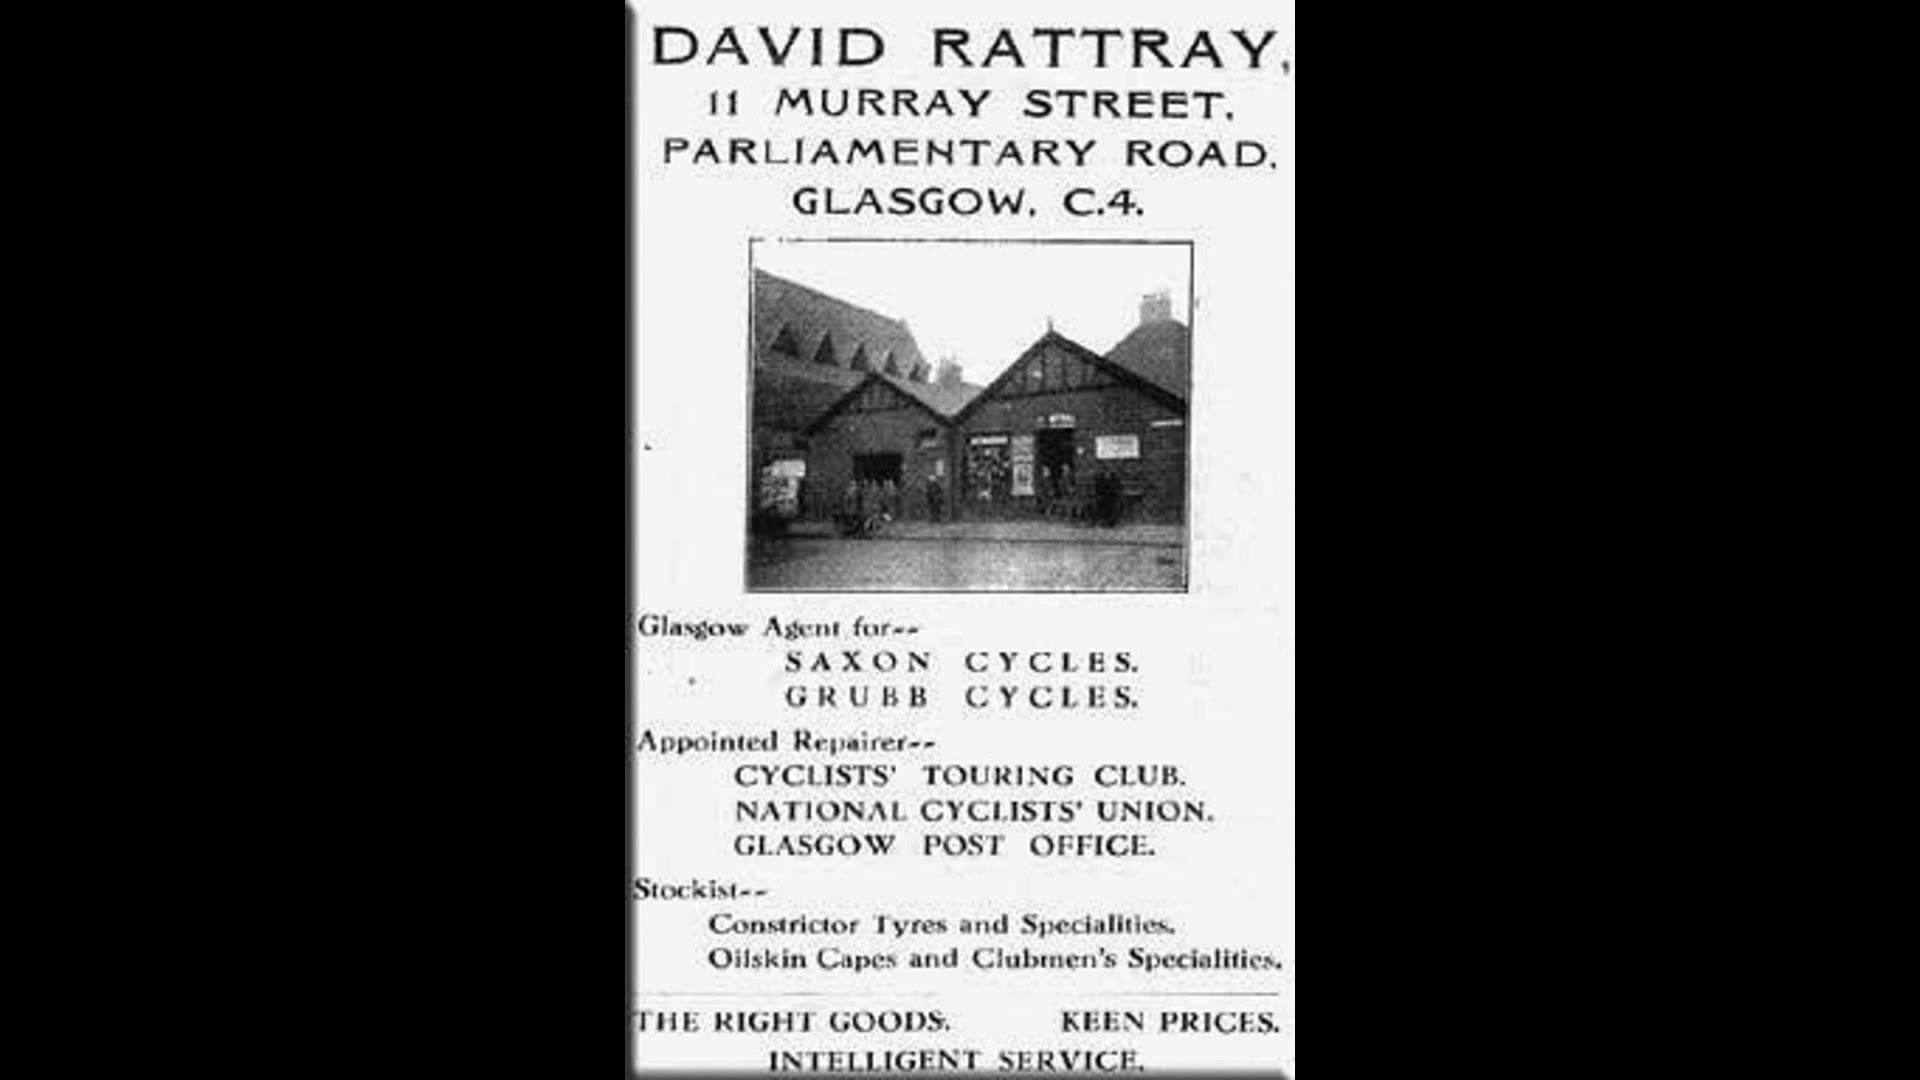 DAVID RATTRAY,
11 MURRAY STREET,
PARLIAMENTARY ROAD,
GLASGOW, C.4.
Glasgow Agent for--
SAXON CYCLES.
GRUBB CYCLES.
Appointed Repairer--
CYCLISTS' TOURING CLUB.
NATIONAL CYCLISTS' UNION.
GLASGOW POST OFFICE.
Stockist--
Constrictor Tyres and Specialities.
Oilskin Capes and Clubmen's Specialities.
THE RIGHT GOODS. KEEN PRICES.
INTELLIGENT SERVICE.